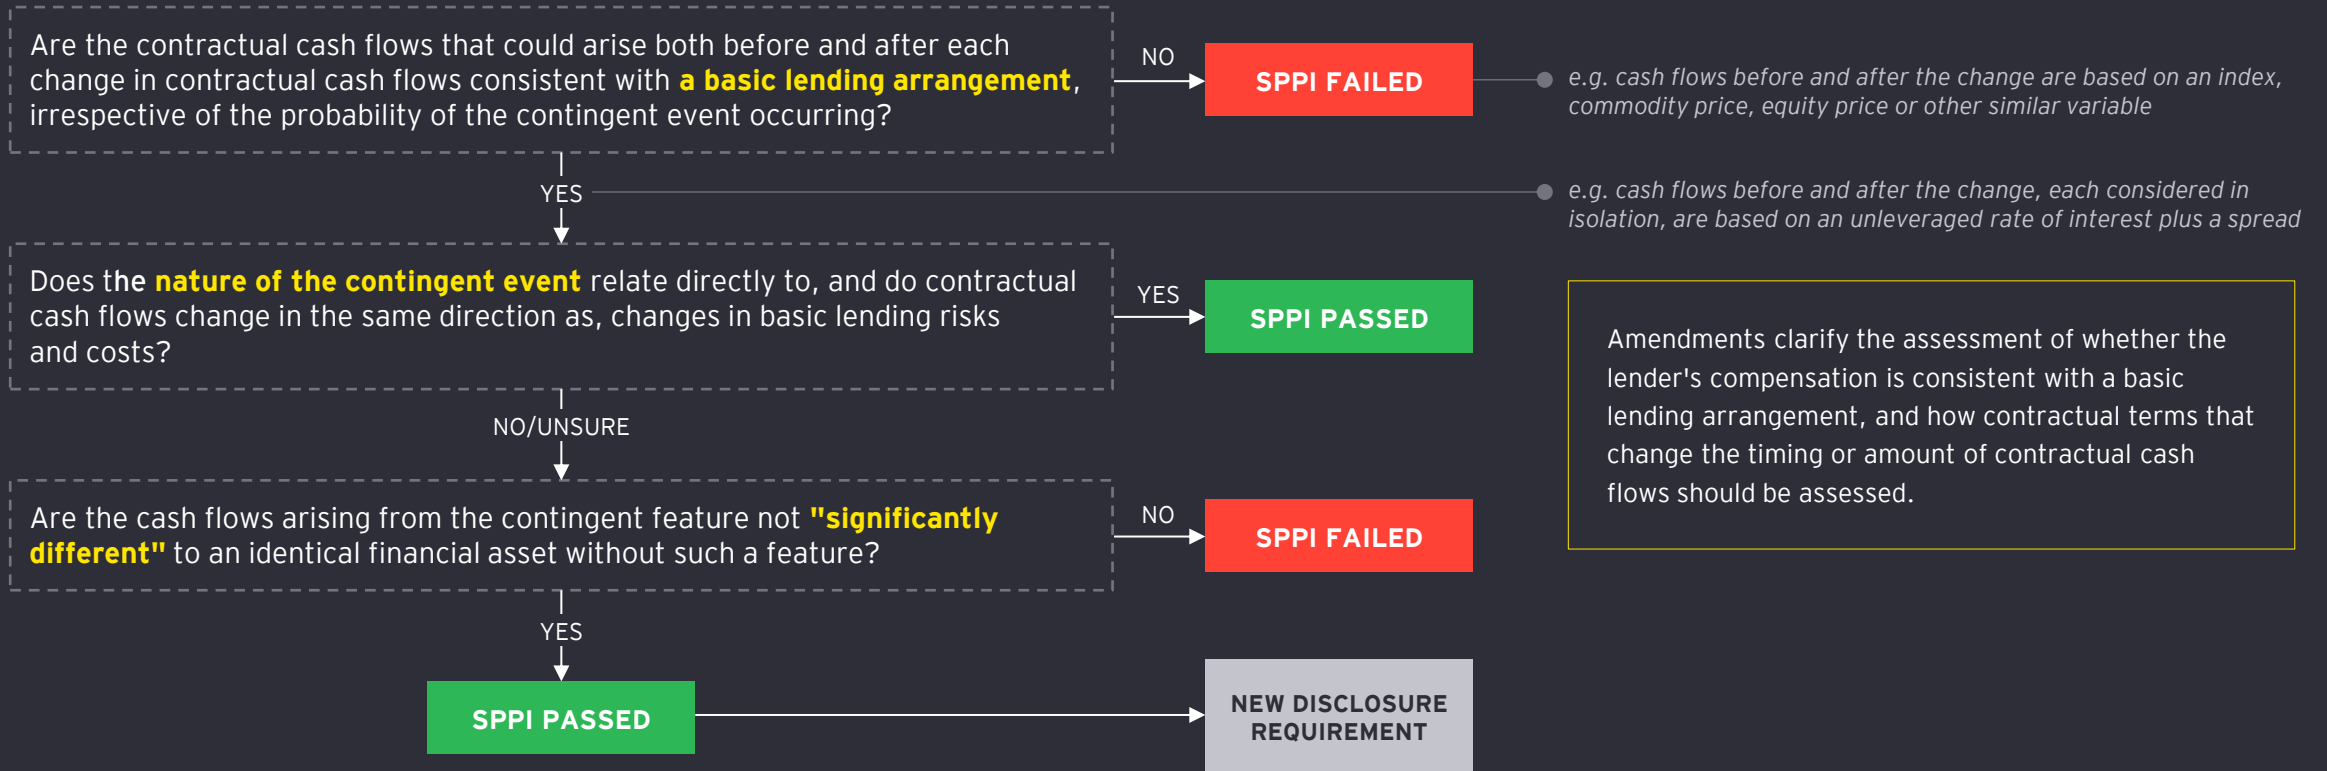 Are the contractual cash flows that could arise both before and after each
change in contractual cash flows consistent with a basic lending arrangement,
irrespective of the probability of the contingent event occurring?
NO
SPPI FAILED
e.g. cash flows before and after the change are based on an index,
commodity price, equity price or other similar variable
YES
e.g. cash flows before and after the change, each considered in
isolation, are based on an unleveraged rate of interest plus a spread
Does the nature of the contingent event relate directly to, and do contractual
cash flows change in the same direction as, changes in basic lending risks
and costs?
YES
SPPI PASSED
Amendments clarify the assessment of whether the
lender's compensation is consistent with a basic
lending arrangement, and how contractual terms that
change the timing or amount of contractual cash
flows should be assessed.
NO/UNSURE
Are the cash flows arising from the contingent feature not "significantly
different" to an identical financial asset without such a feature?
NO
SPPI FAILED
YES
SPPI PASSED
NEW DISCLOSURE
REQUIREMENT